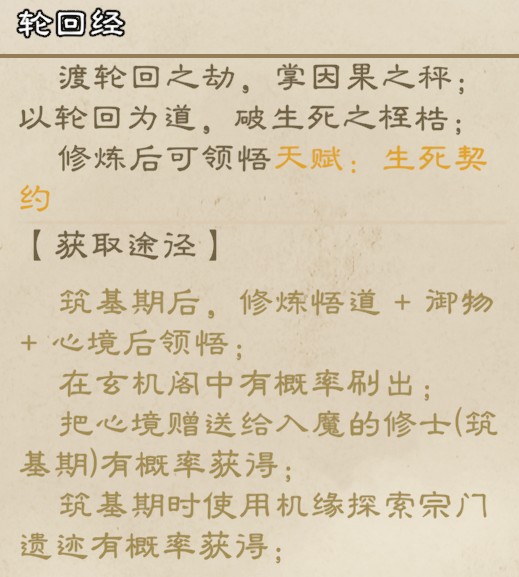 轮回经
渡轮回之劫，掌因果之秤；
以轮回为道，破生死之桎梏；
修炼后可领悟天赋：生死契
约
【获取途径】
筑基期后，修炼悟道 + 御物
+ 心境后领悟；
在玄机阁中有概率刷出；
把心境赠送给入魔的修士(筑
基期)有概率获得；
筑基期时使用机缘探索宗门
遗迹有概率获得；